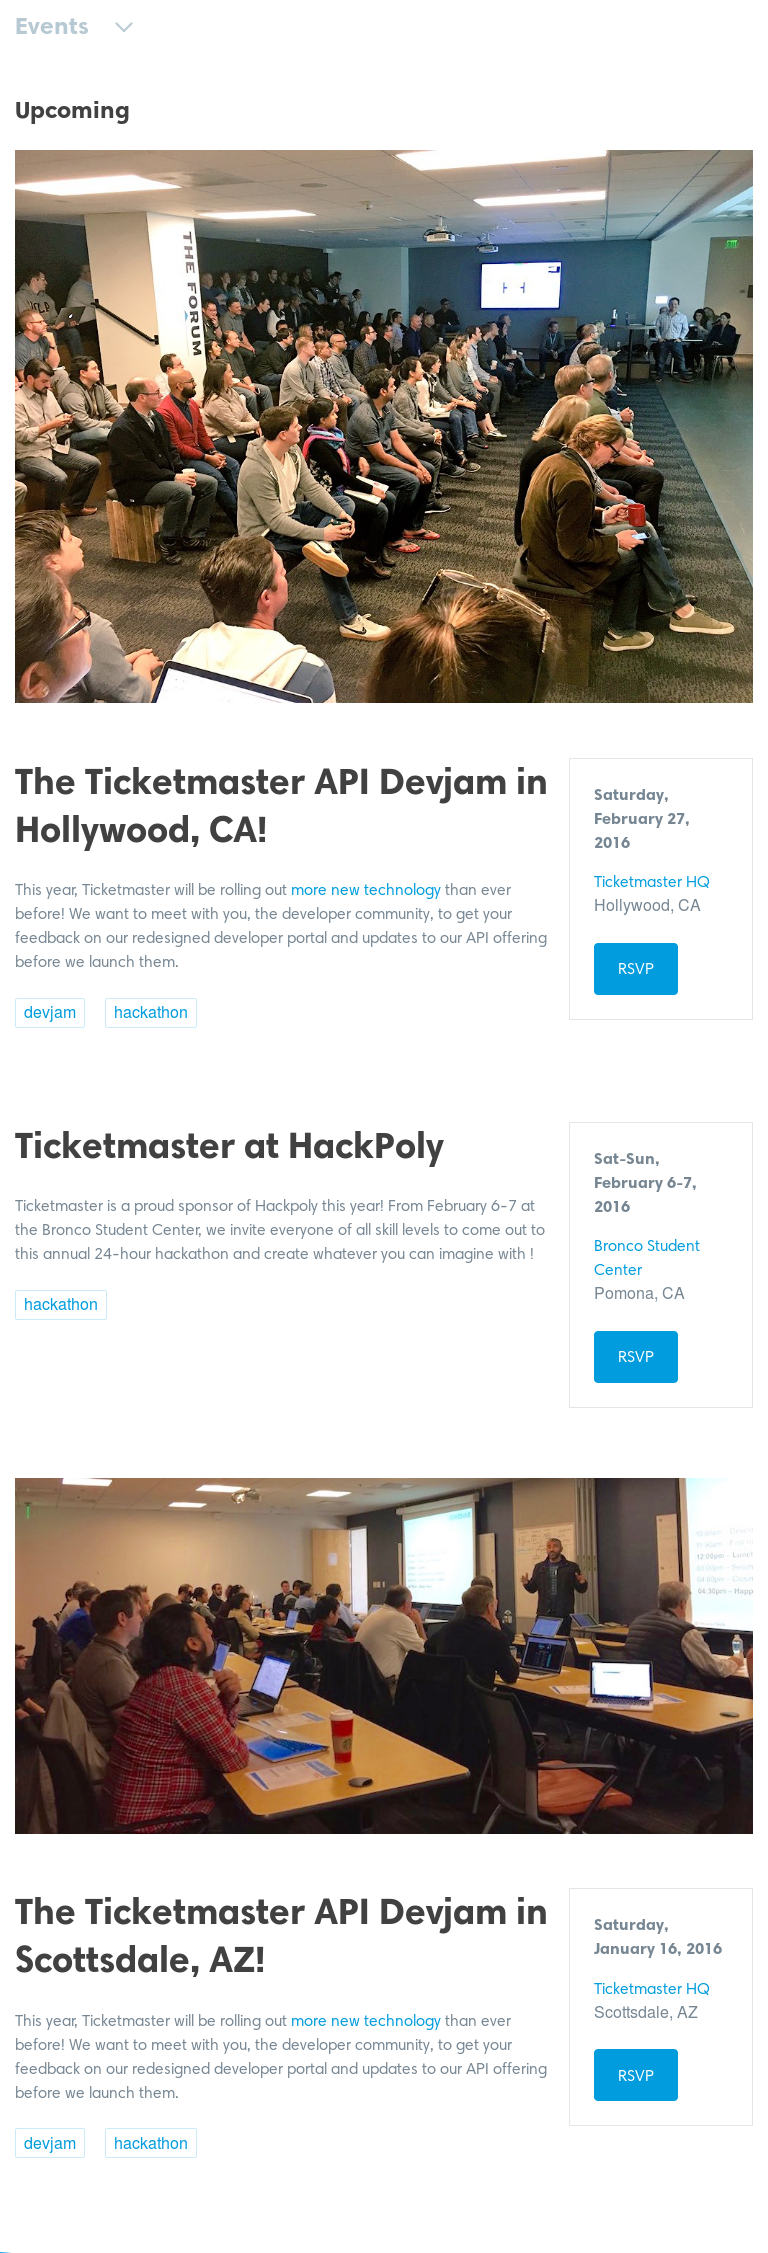 Events
Upcoming
THE FORUM
The Ticketmaster API Devjam in
Hollywood, CA!
This year, Ticketmaster will be rolling out more new technology than ever
before! We want to meet with you, the developer community, to get your
feedback on our redesigned developer portal and updates to our API offering
before we launch them.
devjam hackathon
Saturday,
February 27,
2016
Ticketmaster HQ
Hollywood, CA
RSVP
Ticketmaster at HackPoly
Ticketmaster is a proud sponsor of Hackpoly this year! From February 6-7 at
the Bronco Student Center, we invite everyone of all skill levels to come out to
this annual 24-hour hackathon and create whatever you can imagine with !
hackathon
Sat-Sun,
February 6-7,
2016
Bronco Student
Center
Pomona, CA
RSVP
12:00pm - Lunch
04:30pm - Happ
The Ticketmaster API Devjam in
Scottsdale, AZ!
This year, Ticketmaster will be rolling out more new technology than ever
before! We want to meet with you, the developer community, to get your
feedback on our redesigned developer portal and updates to our API offering
before we launch them.
devjam hackathon
Saturday,
January 16, 2016
Ticketmaster HQ
Scottsdale, AZ
RSVP